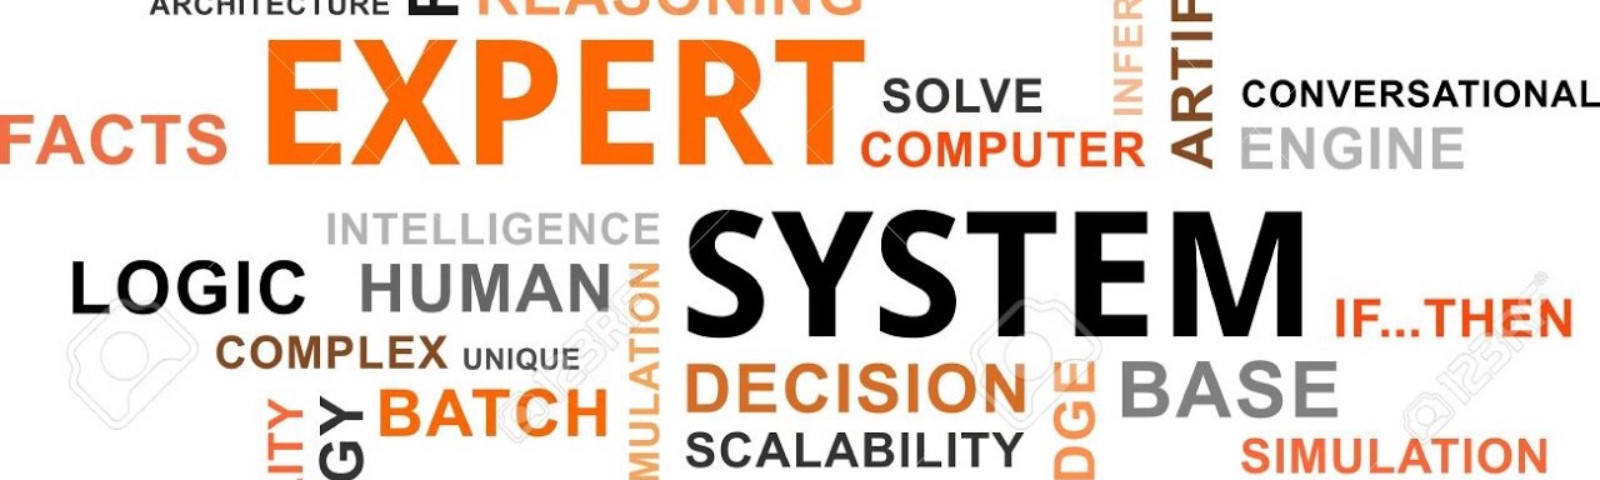 ARCHITECTURE
REASONING
EXPERT
SOLVE
CONVERSATIONAL
FACTS
COMPUTER
ENGINE
INTELLIGENCE
SYSTEM
LOGIC
HUMAN
IF...THEN
COMPLEX
UNIQUE
DECISION
BASE
BATCH
SCALABILITY
SIMULATION
INFER
ARTIF
MULATION
DGE
ITY
GY
123RF